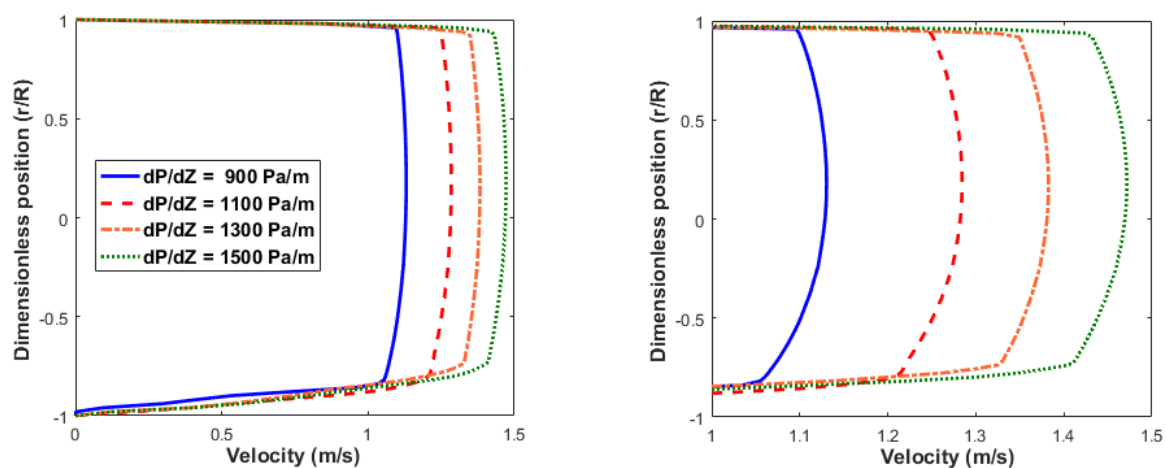 Dimensionless position (r/R)
1
0.5
0
-0.5
-1
dP/dZ = 900 Pa/m
dP/dZ = 1100 Pa/m
dP/dZ = 1300 Pa/m
dP/dZ = 1500 Pa/m
0
0.5
1
1.5
Velocity (m/s)
Dimensionless position (r/R)
1
0.5
0
-0.5
-1
1
1.1
1.2
1.3
1.4
1.5
Velocity (m/s)